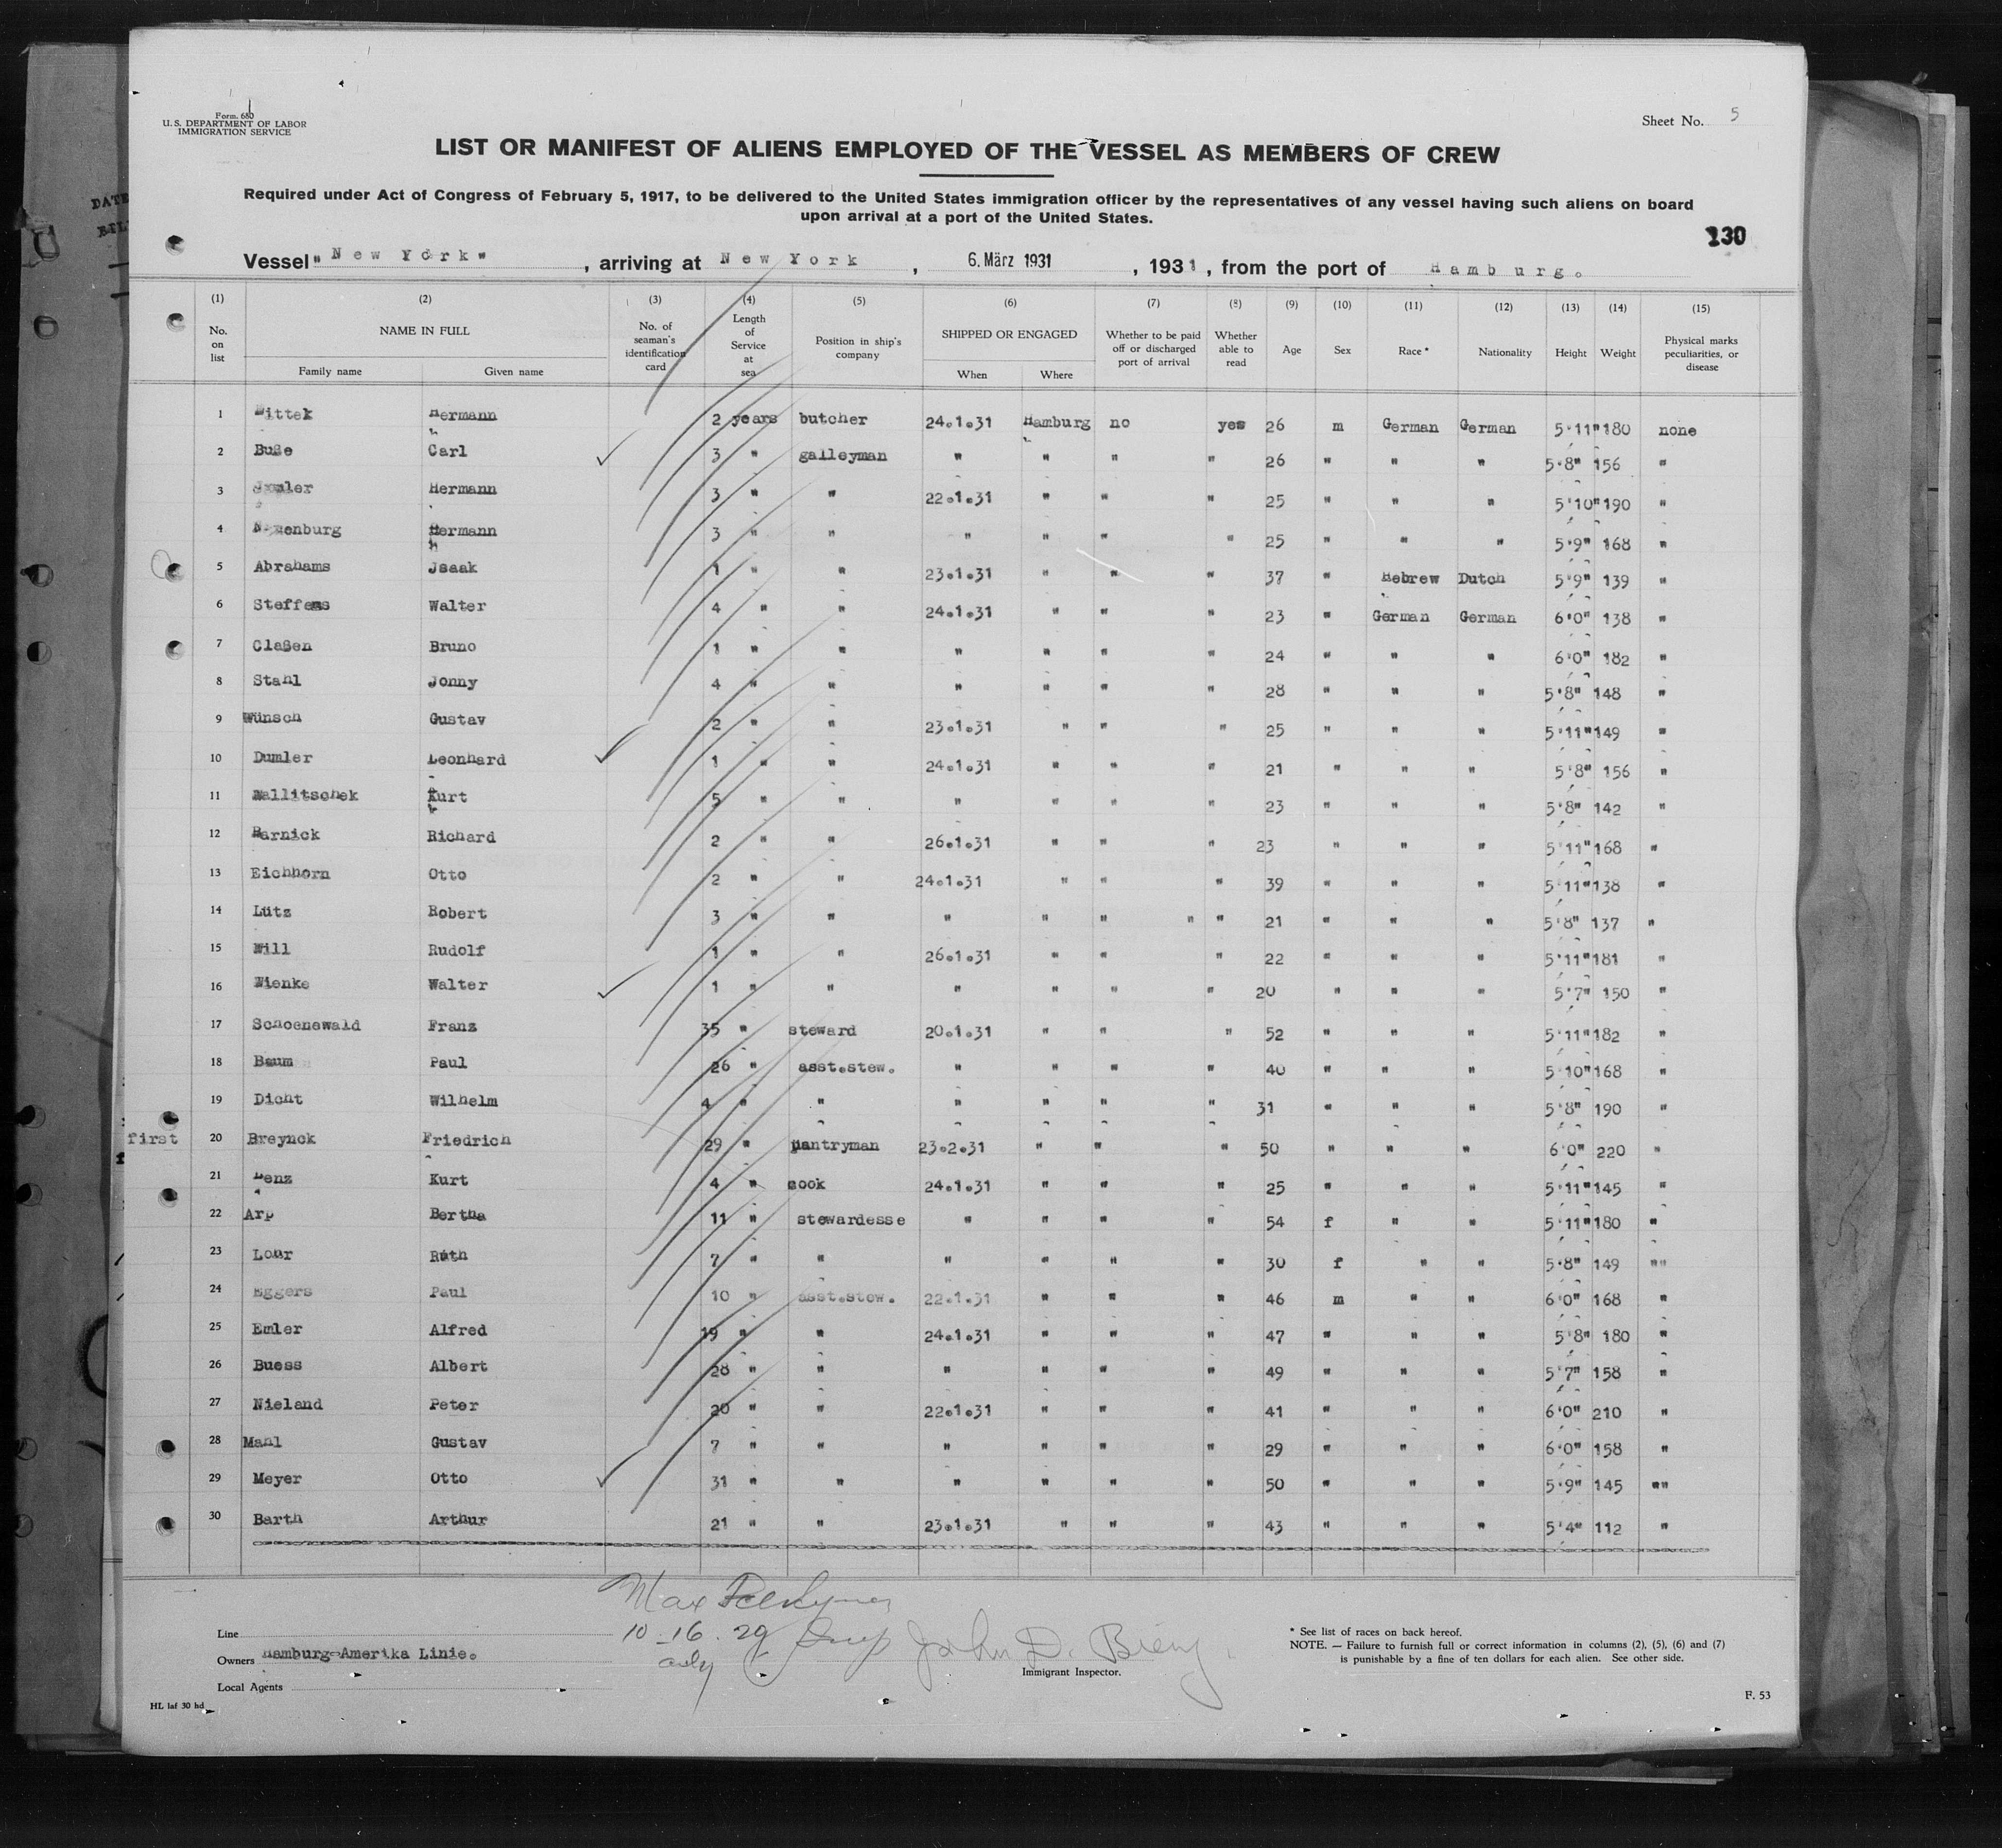 Form 680
U. S. DEPARTMENT OF LABOR
IMMIGRATION SERVICE
Sheet No. 5
LIST OR MANIFEST OF ALIENS EMPLOYED OF THE VESSEL AS MEMBERS OF CREW
Required under Act of Congress of February 5, 1917, to be delivered to the United States immigration officer by the representatives of any vessel having such aliens on board
upon arrival at a port of the United States.
130
Vessel "New York" , arriving at New York , 6. März 1931 , 1931 , from the port of Hamburg.
(1) (2) (3) (4) (5) (6) (7) (8) (9) (10) (11) (12) (13) (14) (15)
No. on list NAME IN FULL Family name Given name No. of seaman's identification card Length of Service at sea Position in ship's company SHIPPED OR ENGAGED When Where Whether to be paid off or discharged port of arrival Whether able to read Age Sex Race * Nationality Height Weight Physical marks peculiarities, or disease
1 Wittek Hermann 2 years butcher 24.1.31 Hamburg no yes 26 m German German 5'11" 180 none
2 Buße Carl 3 " galleyman " " " " 26 " " " 5'8" 156 "
3 Hermann 3 " " 22.1.31 " " " 25 " " " 5'10" 190 "
4 Hermann 3 " " " " " " 25 " " " 5'9" 168 "
5 Abrahams Jsaak 1 " " 23.1.31 " " " 37 " Hebrew Dutch 5'9" 139 "
6 Steffens Walter 4 " " 24.1.31 " " " 23 " German German 6'0" 138 "
7 Claßen Bruno 1 " " " " " " 24 " " " 6'0" 182 "
8 Stahl Jonny 4 " " " " " " 28 " " " 5'8" 148 "
9 Wünsch Gustav 2 " " 23.1.31 " " " 25 " " " 5'11" 149 "
10 Dumler Leonhard 1 " " 24.1.31 " " " 21 " " " 5'8" 156 "
11 Wallitschek Kurt 5 " " " " " " 23 " " " 5'8" 142 "
12 Barnick Richard 2 " " 26.1.31 " " " 23 " " " 5'11" 168 "
13 Eichhorn Otto 2 " " 24.1.31 " " " 39 " " " 5'11" 138 "
14 Lütz Robert 3 " " " " " " " 21 " " " 5'8" 137 "
15 Will Rudolf 1 " " 26.1.31 " " " 22 " " " 5'11" 181 "
16 Wienke Walter 1 " " " " " " 20 " " " 5'7" 150 "
17 Schoenewald Franz 35 " steward 20.1.31 " " " 52 " " " 5'11" 182 "
18 Baum Paul 26 " asst.stew. " " " " 40 " " " 5'10" 168 "
19 Dicht Wilhelm 4 " " " " " " 31 " " " 5'8" 190 "
first 20 Breynck Friedrich 29 " pantryman 23.2.31 " " " 50 " " " 6'0" 220 "
21 Kurt 4 " cook 24.1.31 " " " 25 " " " 5'11" 145 "
22 Arp Bertha 11 " stewardesse " " " " 54 f " " 5'11" 180 "
23 Lohr Ruth 7 " " " " " " 30 f " " 5'8" 149 ""
24 Eggers Paul 10 " asst.stew. 22.1.31 " " " 46 m " " 6'0" 168 "
25 Emler Alfred 19 " " 24.1.31 " " " 47 " " " 5'8" 180 "
26 Buess Albert 28 " " " " " " 49 " " " 5'7" 158 "
27 Nieland Peter 20 " " 22.1.31 " " " 41 " " " 6'0" 210 "
28 Mahl Gustav 7 " " " " " " 29 " " " 6'0" 158 "
29 Meyer Otto 31 " " " " " " 50 " " " 5'9" 145 ""
30 Barth Arthur 21 " " 23.1.31 " " " 43 " " " 5'4" 112 "
Max
10-16-29 John D.
Line
Owners Hamburg-Amerika Linie.
Local Agents
Immigrant Inspector.
* See list of races on back hereof.
NOTE. — Failure to furnish full or correct information in columns (2), (5), (6) and (7)
is punishable by a fine of ten dollars for each alien. See other side.
HL laf 30 hd
F. 53